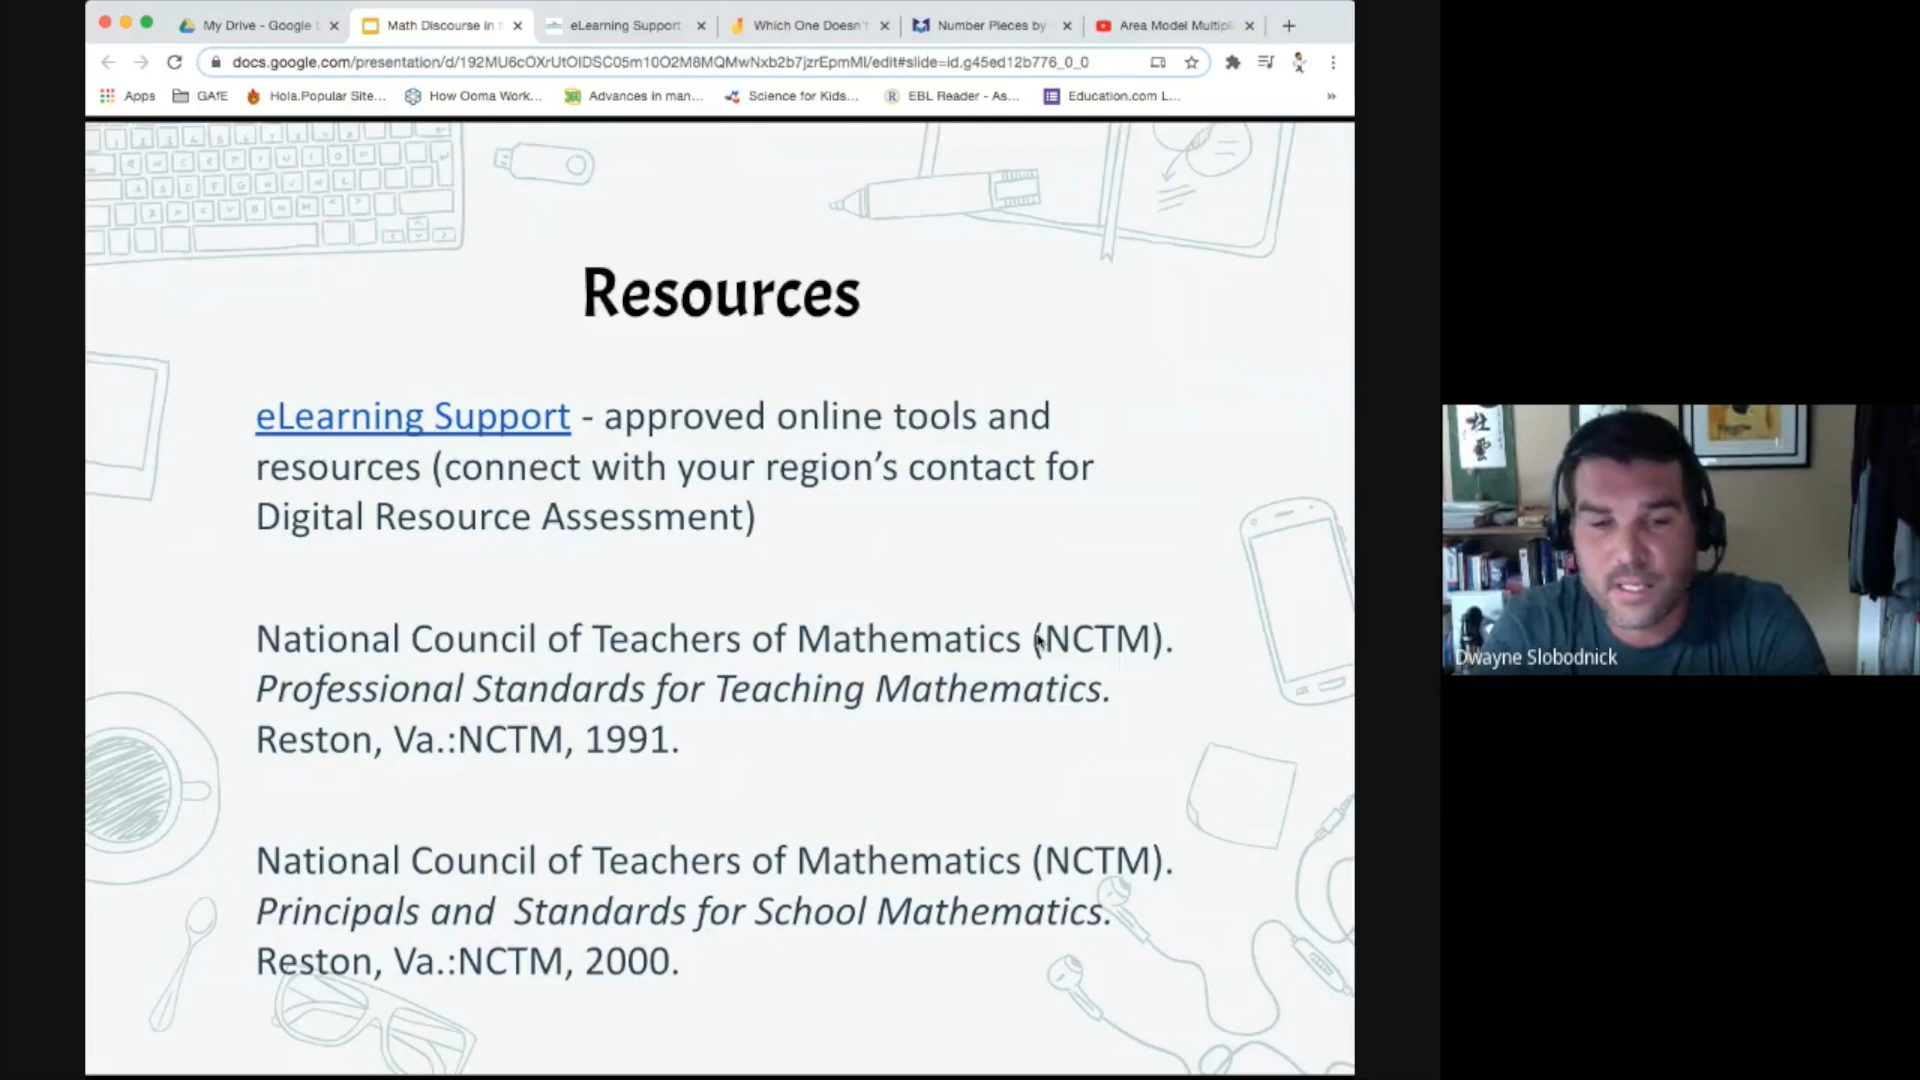 My Drive - Google
Math Discourse in
eLearning Support
Which One Doesn't
Number Pieces by
Area Model Multipli
docs.google.com/presentation/d/192MU6cOXrUtOIDSC05m10O2M8MQMwNxb2b7jzrEpmMI/edit#slide=id.g45ed12b776_0_0
Apps
GAfE
Hola.Popular Site...
How Ooma Work...
Advances in man...
Science for Kids...
EBL Reader - As...
Education.com L...
Resources
eLearning Support - approved online tools and
resources (connect with your region's contact for
Digital Resource Assessment)
National Council of Teachers of Mathematics (NCTM).
Professional Standards for Teaching Mathematics.
Reston, Va.:NCTM, 1991.
National Council of Teachers of Mathematics (NCTM).
Principals and Standards for School Mathematics.
Reston, Va.:NCTM, 2000.
Dwayne Slobodnick